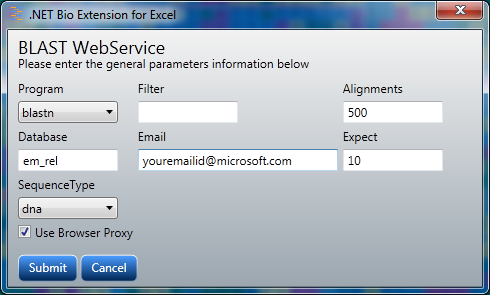 .NET Bio Extension for Excel
BLAST WebService
Please enter the general parameters information below
Program Filter Alignments
blastn 500
Database Email Expect
em_rel youremailid@microsoft.com 10
SequenceType
dna
Use Browser Proxy
Submit Cancel